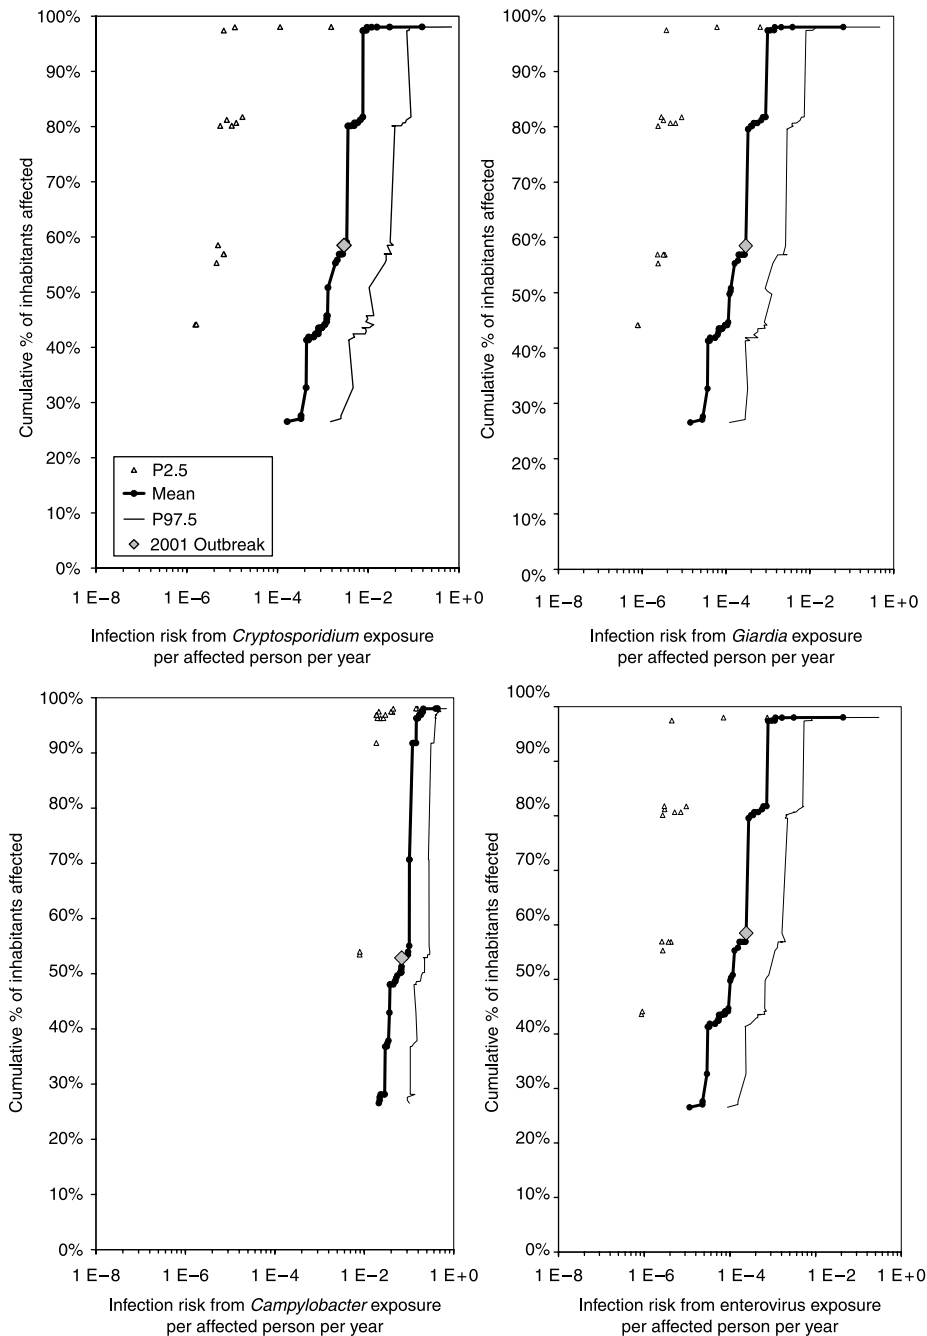 100%
90%
80%
70%
60%
50%
40%
30%
20%
10%
0%
Cumulative % of inhabitants affected
P2.5
Mean
P97.5
2001 Outbreak
1 E−8 1 E−6 1 E−4 1 E−2 1 E+0
Infection risk from Cryptosporidium exposure
per affected person per year
100%
90%
80%
70%
60%
50%
40%
30%
20%
10%
0%
Cumulative % of inhabitants affected
1 E−8 1 E−6 1 E−4 1 E−2 1 E+0
Infection risk from Giardia exposure
per affected person per year
100%
90%
80%
70%
60%
50%
40%
30%
20%
10%
0%
Cumulative % of inhabitants affected
1 E−8 1 E−6 1 E−4 1 E−2 1 E+0
Infection risk from Campylobacter exposure
per affected person per year
100%
90%
80%
70%
60%
50%
40%
30%
20%
10%
0%
Cumulative % of inhabitants affected
1 E−8 1 E−6 1 E−4 1 E−2 1 E+0
Infection risk from enterovirus exposure
per affected person per year